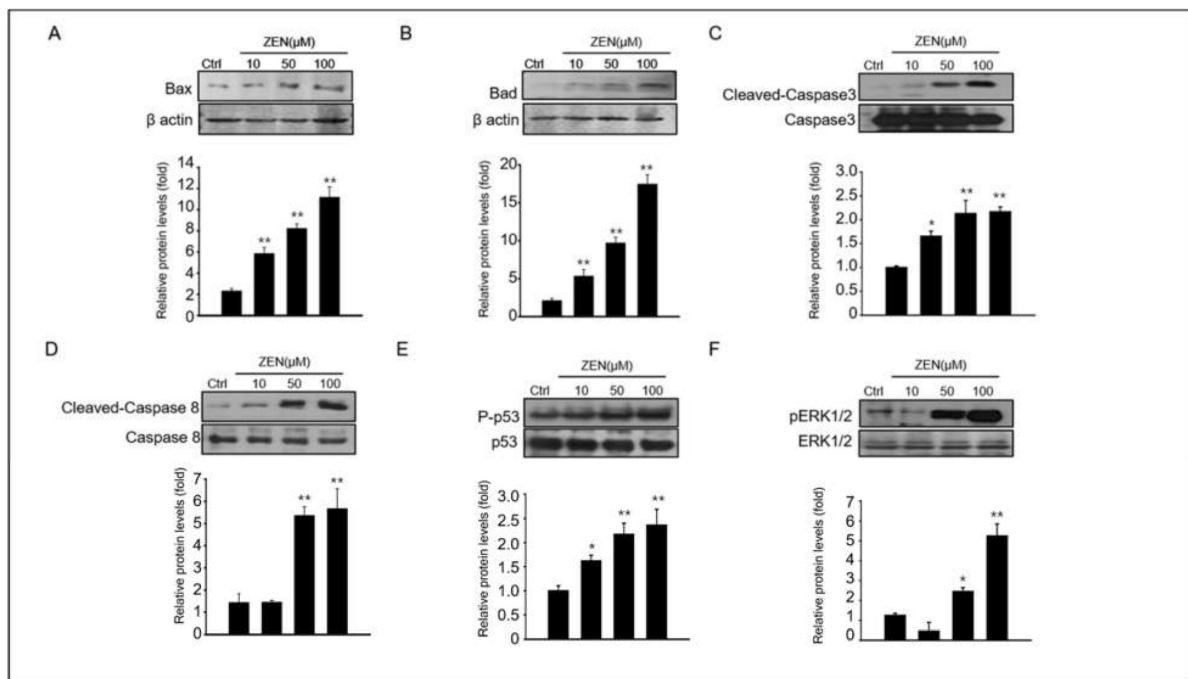 A
ZEN(μM)
Ctrl 10 50 100
Bax
β actin
Relative protein levels (fold)
14
12
10
8
6
4
2
0
**
**
**
B
ZEN(μM)
Ctrl 10 50 100
Bad
β actin
Relative protein levels (fold)
20
15
10
5
0
**
**
**
C
ZEN(μM)
Ctrl 10 50 100
Cleaved-Caspase3
Caspase3
Relative protein levels (fold)
3.0
2.5
2.0
1.0
0.5
0.0
*
**
**
D
ZEN(μM)
Ctrl 10 50 100
Cleaved-Caspase 8
Caspase 8
Relative protein levels (fold)
7
6
5
4
3
2
1
0
**
**
E
ZEN(μM)
Ctrl 10 50 100
P-p53
p53
Relative protein levels (fold)
3.0
2.5
2.0
1.5
1.0
0.5
0.0
*
**
**
F
ZEN(μM)
Ctrl 10 50 100
pERK1/2
ERK1/2
Relative protein levels (fold)
7
5
4
3
2
1
0
*
**